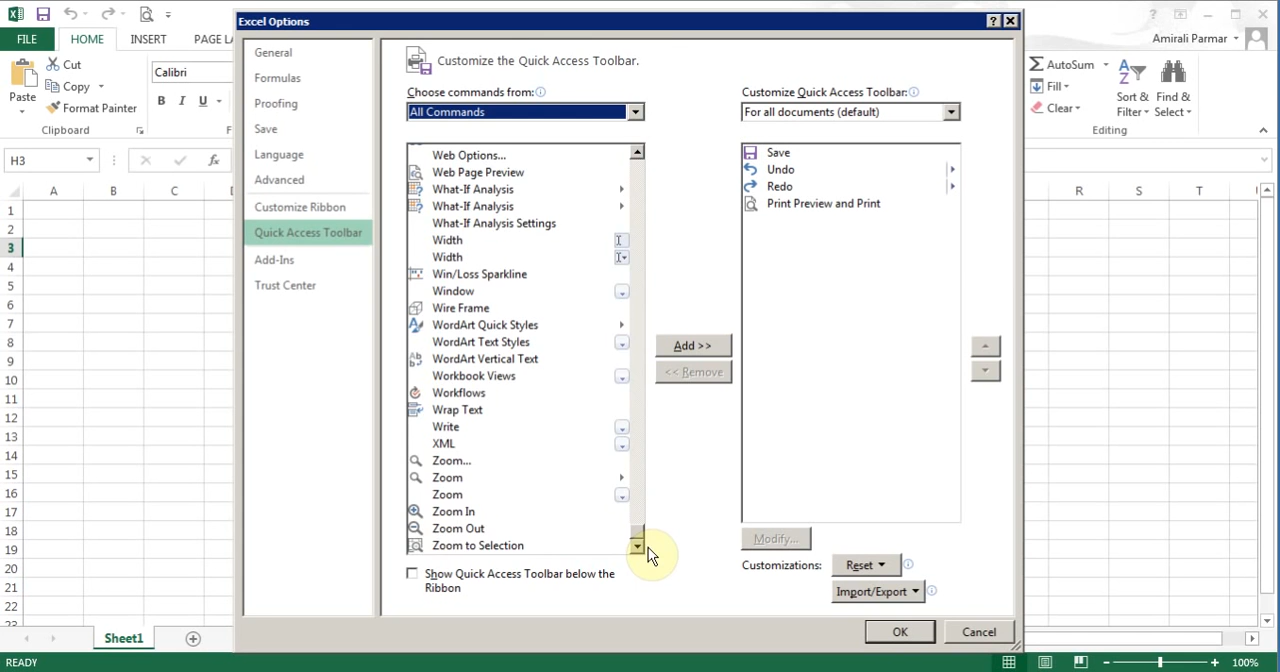 Excel Options
FILE HOME INSERT PAGE L
Amirali Parmar
Paste
Cut
Copy
Format Painter
Clipboard
Calibri
B I U
F
AutoSum
Fill
Clear
Sort & Filter
Find & Select
Editing
H3
fx
A B C D R S T
1
2
3
4
5
6
7
8
9
10
11
12
13
14
15
16
17
18
19
20
21
22
23
General
Formulas
Proofing
Save
Language
Advanced
Customize Ribbon
Quick Access Toolbar
Add-Ins
Trust Center
Customize the Quick Access Toolbar.
Choose commands from:
All Commands
Web Options...
Web Page Preview
What-If Analysis
What-If Analysis
What-If Analysis Settings
Width
Width
Win/Loss Sparkline
Window
Wire Frame
WordArt Quick Styles
WordArt Text Styles
WordArt Vertical Text
Workbook Views
Workflows
Wrap Text
Write
XML
Zoom...
Zoom
Zoom
Zoom In
Zoom Out
Zoom to Selection
Show Quick Access Toolbar below the
Ribbon
Add >>
<< Remove
Customize Quick Access Toolbar:
For all documents (default)
Save
Undo
Redo
Print Preview and Print
Modify...
Customizations:
Reset
Import/Export
OK
Cancel
Sheet1
READY
100%